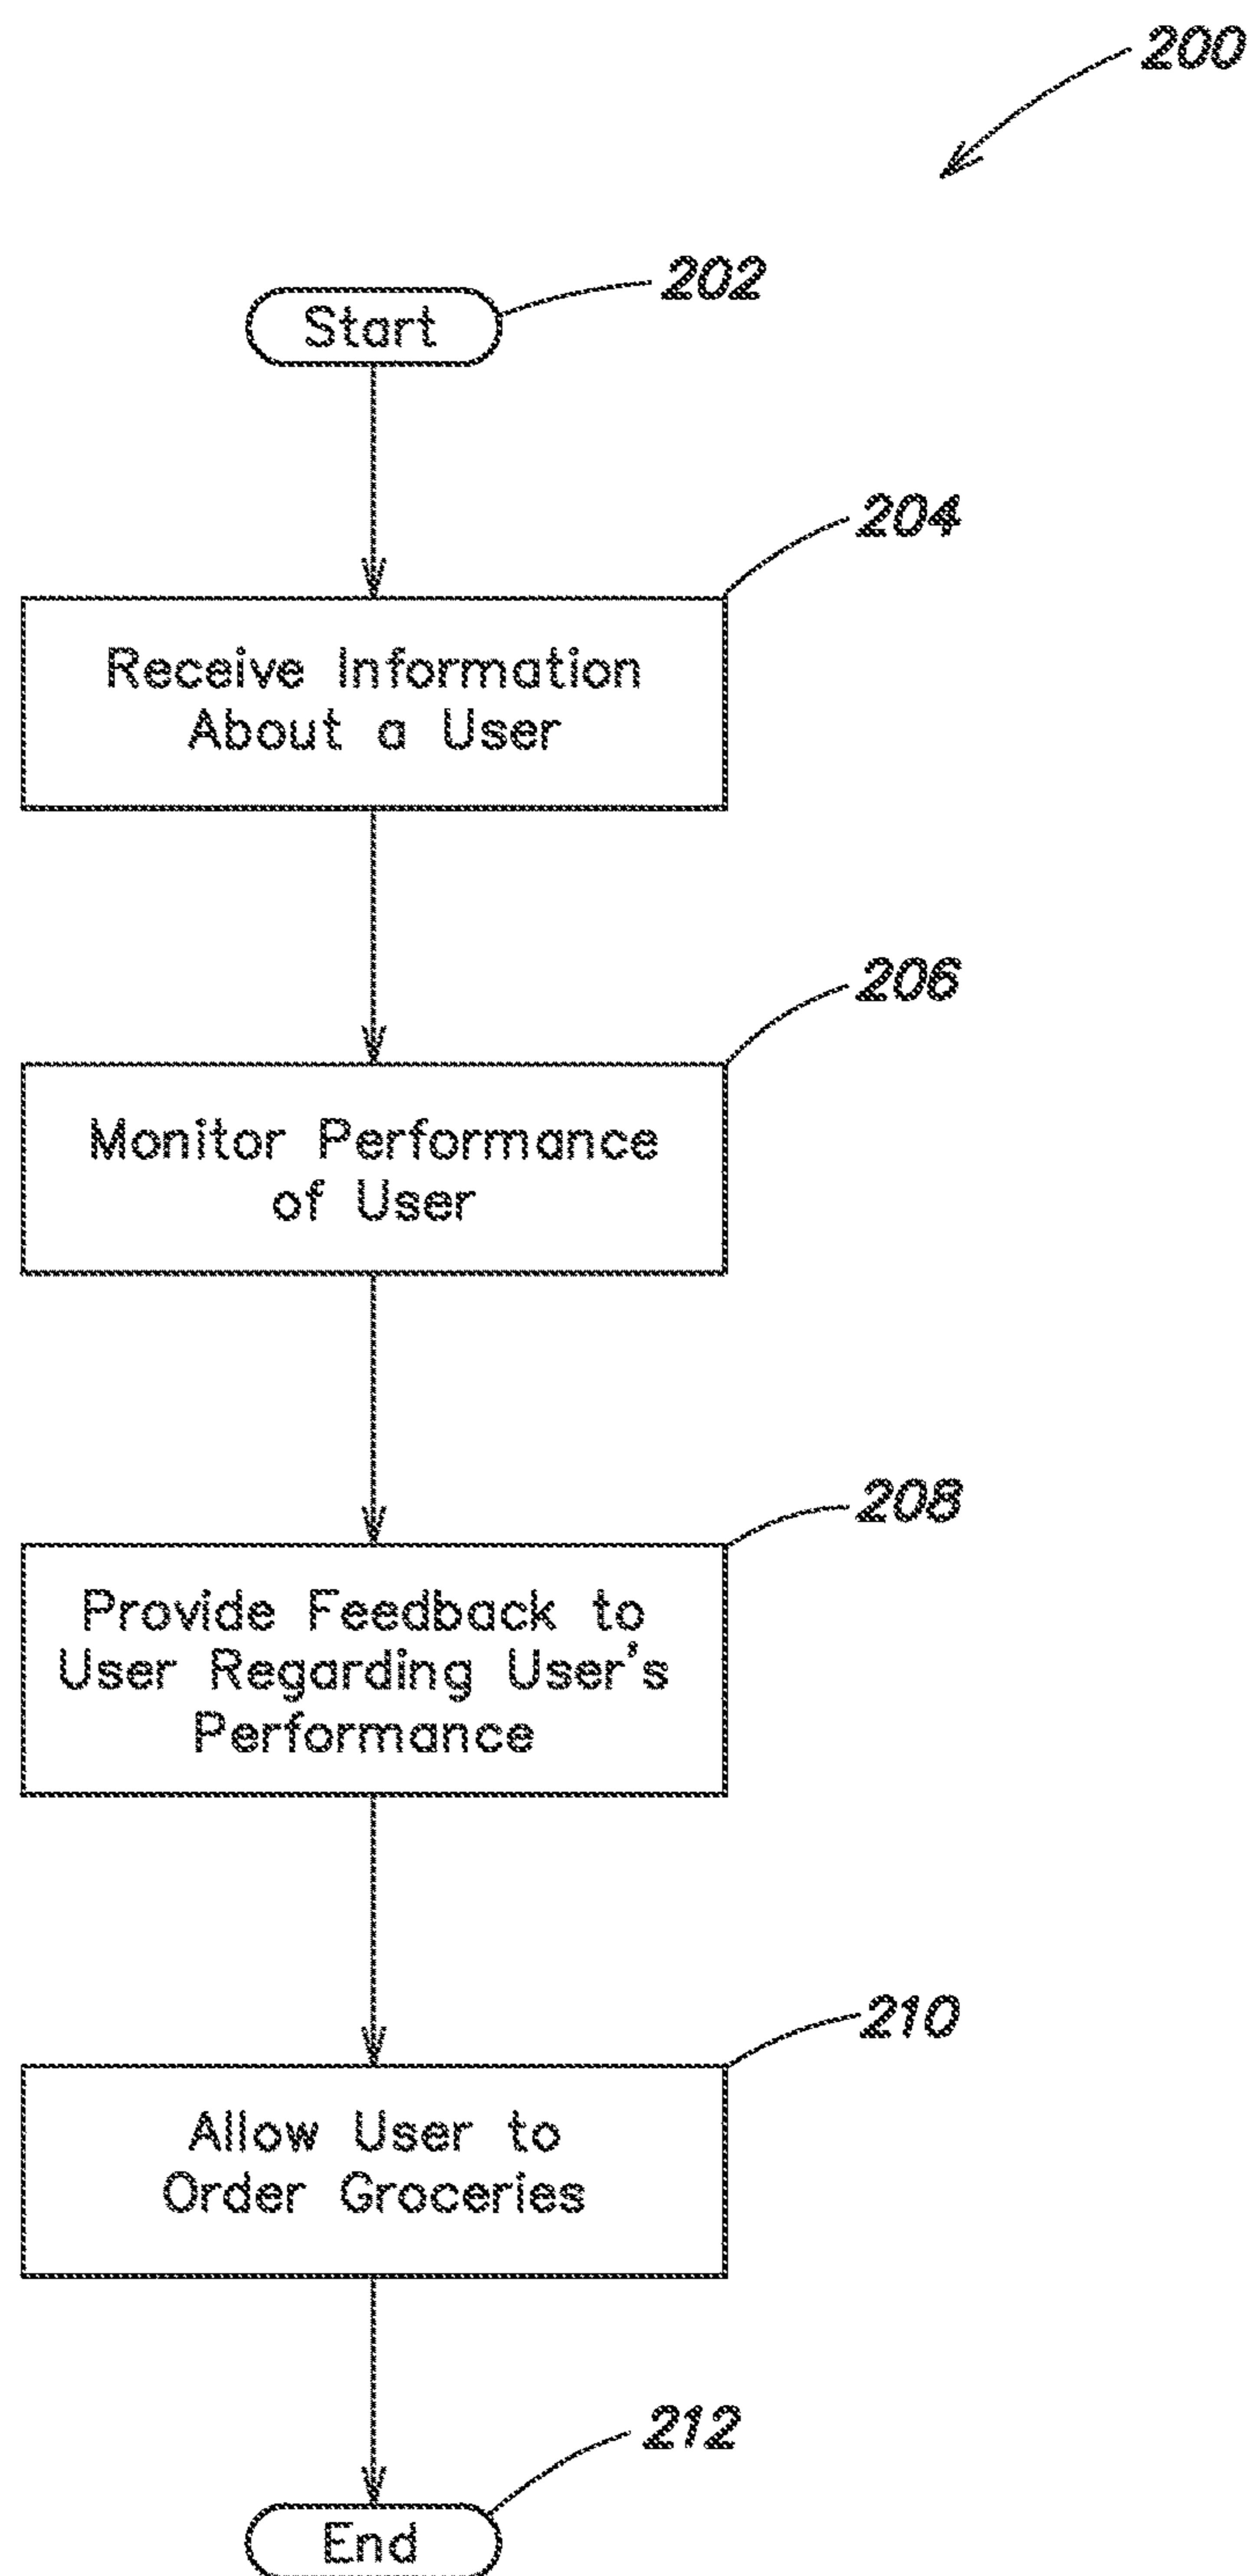 200
202
Start
204
Receive Information
About a User
206
Monitor Performance
of User
208
Provide Feedback to
User Regarding User's
Performance
210
Allow User to
Order Groceries
212
End